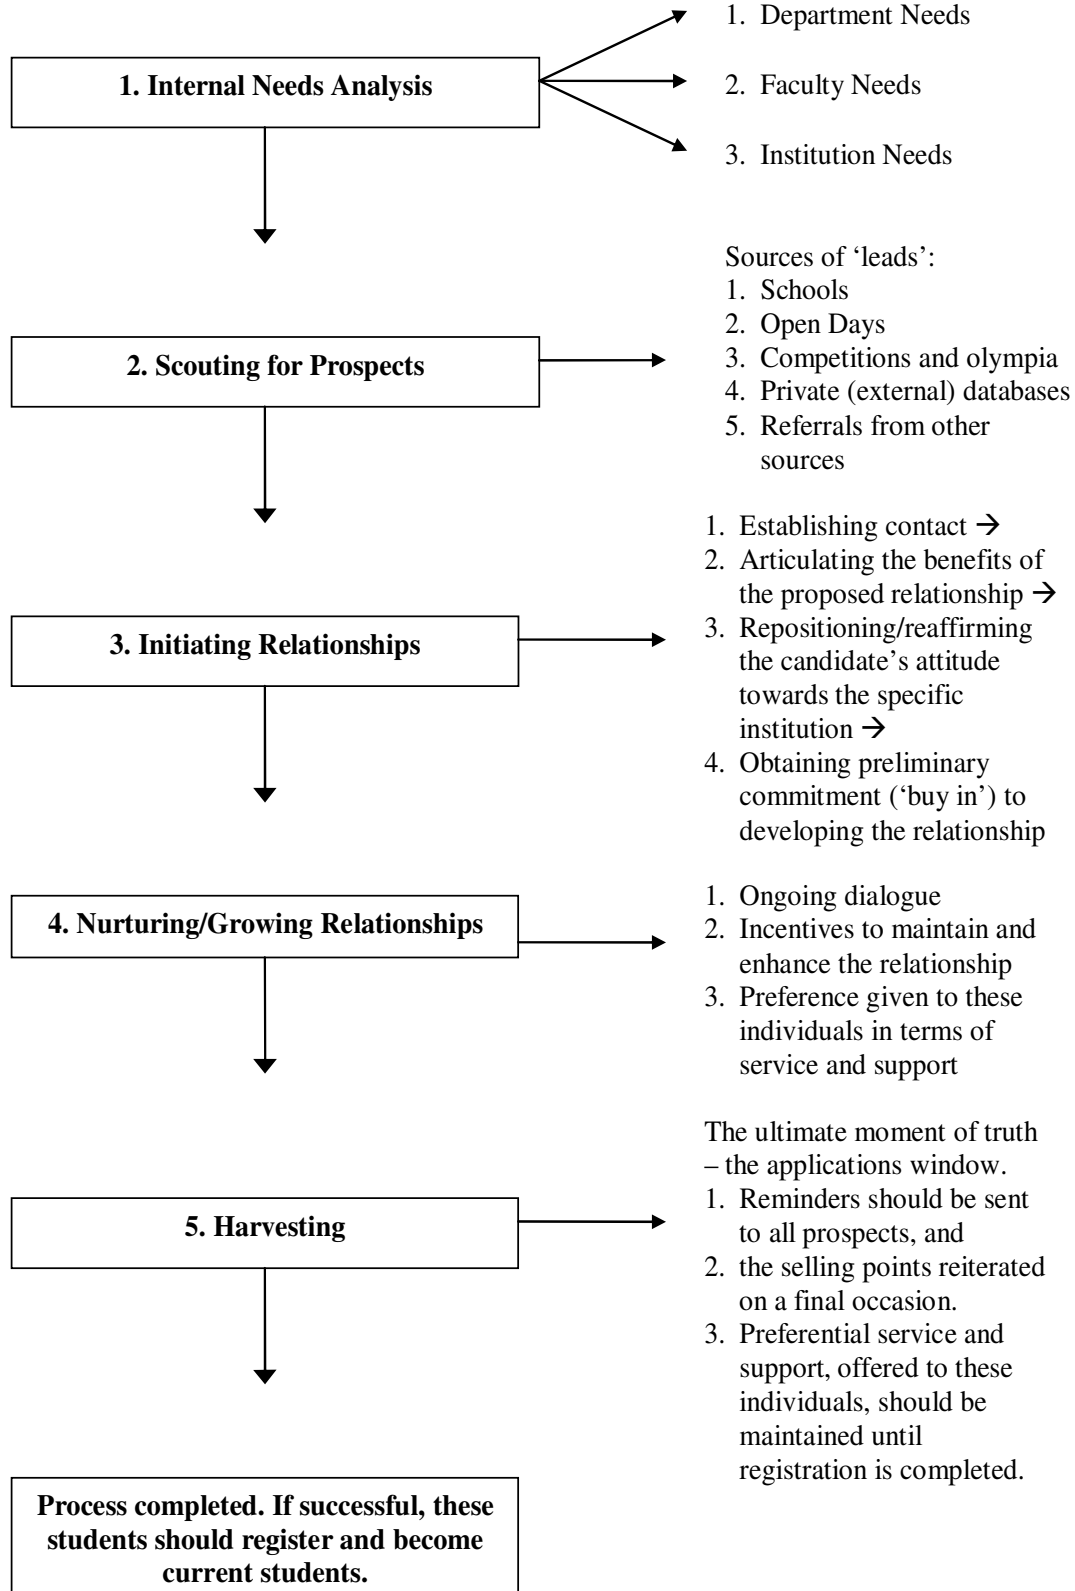 1. Department Needs
1. Internal Needs Analysis
2. Faculty Needs
3. Institution Needs
Sources of ‘leads’:
1. Schools
2. Open Days
2. Scouting for Prospects
3. Competitions and olympia
4. Private (external) databases
5. Referrals from other
sources
1. Establishing contact →
2. Articulating the benefits of
the proposed relationship →
3. Initiating Relationships
3. Repositioning/reaffirming
the candidate’s attitude
towards the specific
institution →
4. Obtaining preliminary
commitment (‘buy in’) to
developing the relationship
4. Nurturing/Growing Relationships
1. Ongoing dialogue
2. Incentives to maintain and
enhance the relationship
3. Preference given to these
individuals in terms of
service and support
The ultimate moment of truth
– the applications window.
5. Harvesting
1. Reminders should be sent
to all prospects, and
2. the selling points reiterated
on a final occasion.
3. Preferential service and
support, offered to these
individuals, should be
maintained until
registration is completed.
Process completed. If successful, these
students should register and become
current students.